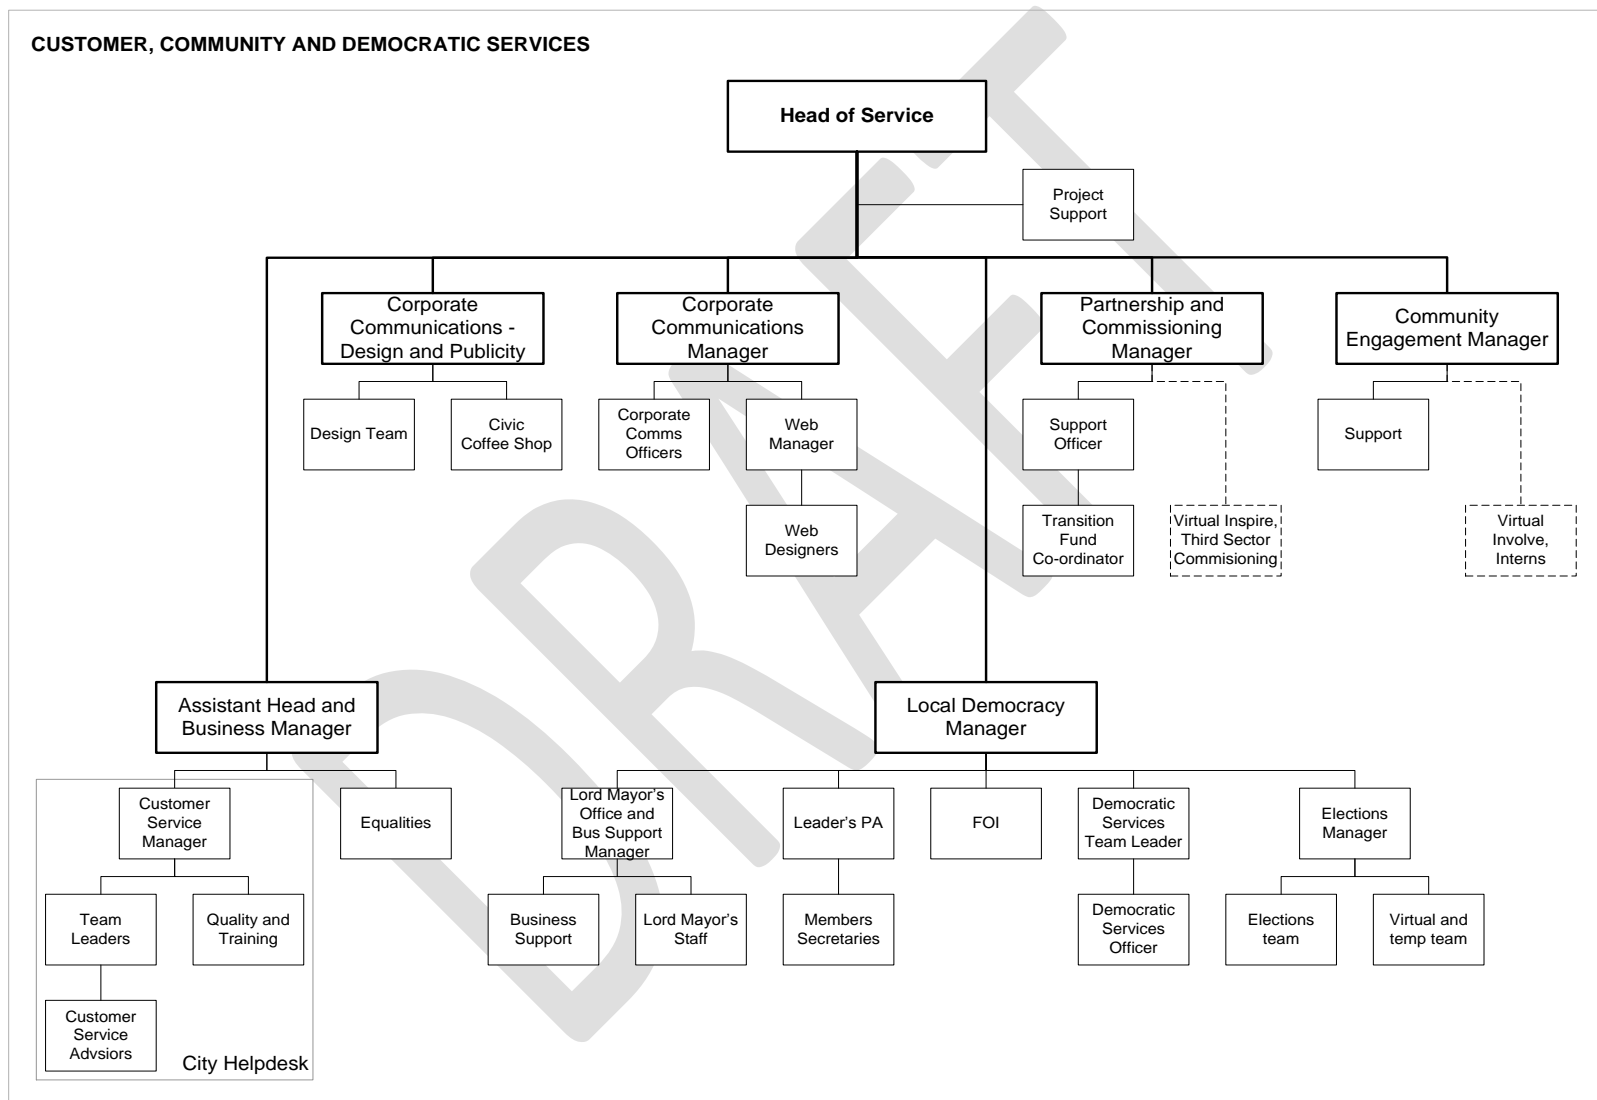 CUSTOMER, COMMUNITY AND DEMOCRATIC SERVICES
DRAFT
Head of Service
Project
Support
Corporate
Communications -
Design and Publicity
Corporate
Communications
Manager
Partnership and
Commissioning
Manager
Community
Engagement Manager
Design Team
Civic
Coffee Shop
Corporate
Comms
Officers
Web
Manager
Support
Officer
Support
Web
Designers
Transition
Fund
Co-ordinator
Virtual Inspire,
Third Sector
Commisioning
Virtual
Involve,
Interns
Assistant Head and
Business Manager
Local Democracy
Manager
Customer
Service
Manager
Equalities
Lord Mayor's
Office and
Bus Support
Manager
Leader's PA
FOI
Democratic
Services
Team Leader
Elections
Manager
Team
Leaders
Quality and
Training
Business
Support
Lord Mayor's
Staff
Members
Secretaries
Democratic
Services
Officer
Elections
team
Virtual and
temp team
Customer
Service
Advsiors
City Helpdesk